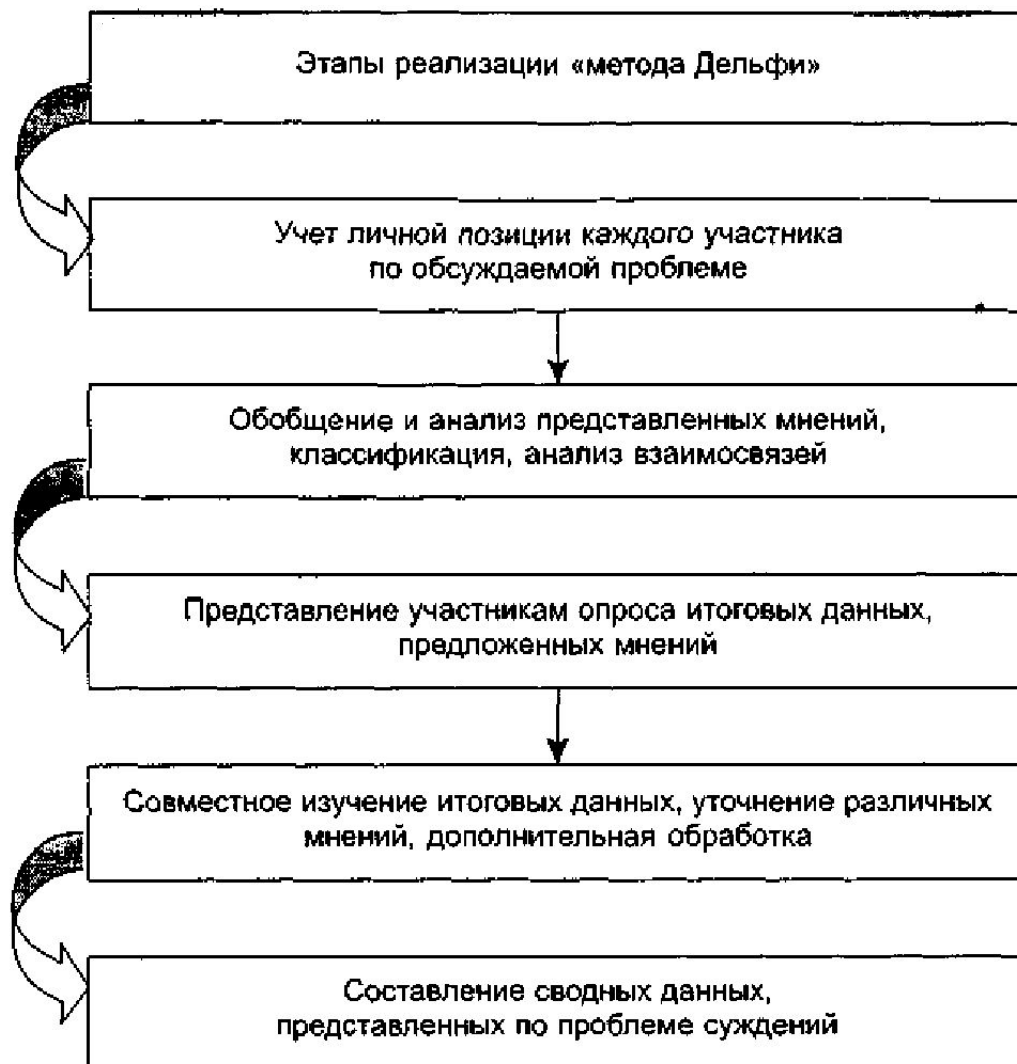 Этапы реализации «метода Дельфи»
Учет личной позиции каждого участника
по обсуждаемой проблеме
Обобщение и анализ представленных мнений,
классификация, анализ взаимосвязей
Представление участникам опроса итоговых данных,
предложенных мнений
Совместное изучение итоговых данных, уточнение различных
мнений, дополнительная обработка
Составление сводных данных,
представленных по проблеме суждений